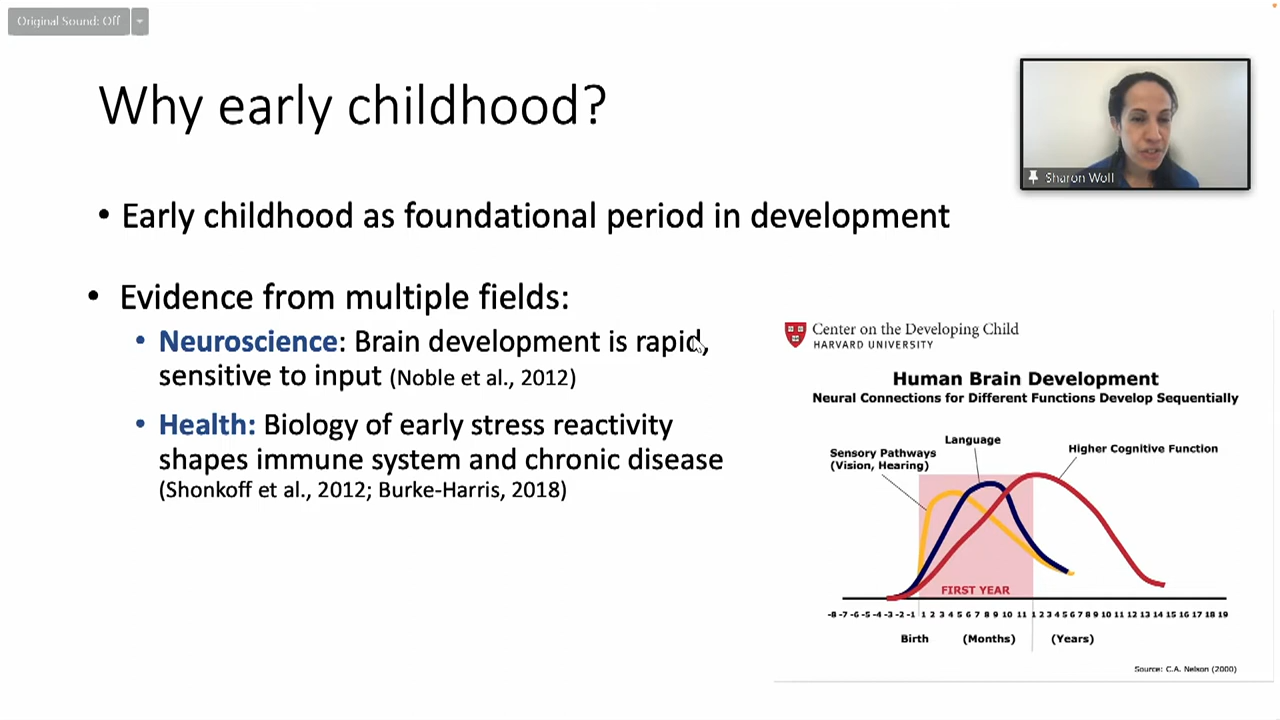 Original Sound: Off
Why early childhood?
Sharon Woll
• Early childhood as foundational period in development
• Evidence from multiple fields:
• Neuroscience: Brain development is rapid,
sensitive to input (Noble et al., 2012)
• Health: Biology of early stress reactivity
shapes immune system and chronic disease
(Shonkoff et al., 2012; Burke-Harris, 2018)
Center on the Developing Child
HARVARD UNIVERSITY
Human Brain Development
Neural Connections for Different Functions Develop Sequentially
Language
Sensory Pathways
(Vision, Hearing)
Higher Cognitive Function
FIRST YEAR
-8 -7 -6 -5 -4 -3 -2 -1 1 2 3 4 5 6 7 8 9 10 11 1 2 3 4 5 6 7 8 9 10 11 12 13 14 15 16 17 18 19
Birth (Months) (Years)
Source: C.A. Nelson (2000)